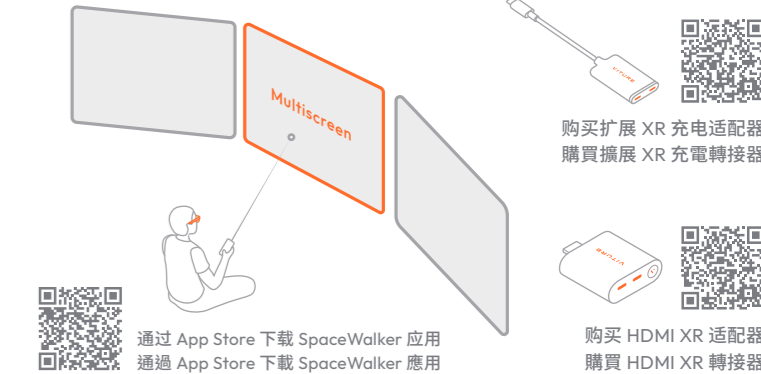 Multiscreen
通过 App Store 下载 SpaceWalker 应用
通過 App Store 下載 SpaceWalker 應用
VITURE
购买扩展 XR 充电适配器
購買擴展 XR 充電轉接器
VITURE
购买 HDMI XR 适配器
購買 HDMI XR 轉接器